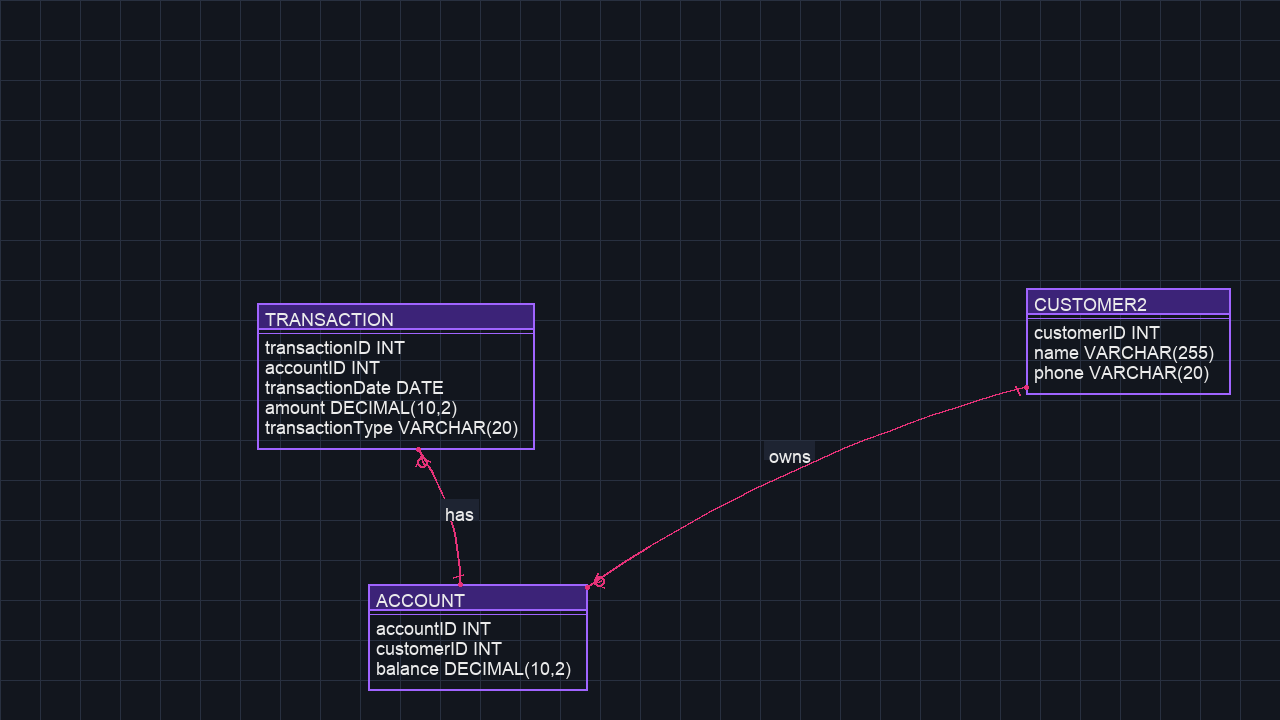 TRANSACTION
transactionID INT
accountID INT
transactionDate DATE
amount DECIMAL(10,2)
transactionType VARCHAR(20)
CUSTOMER2
customerID INT
name VARCHAR(255)
phone VARCHAR(20)
owns
has
ACCOUNT
accountID INT
customerID INT
balance DECIMAL(10,2)